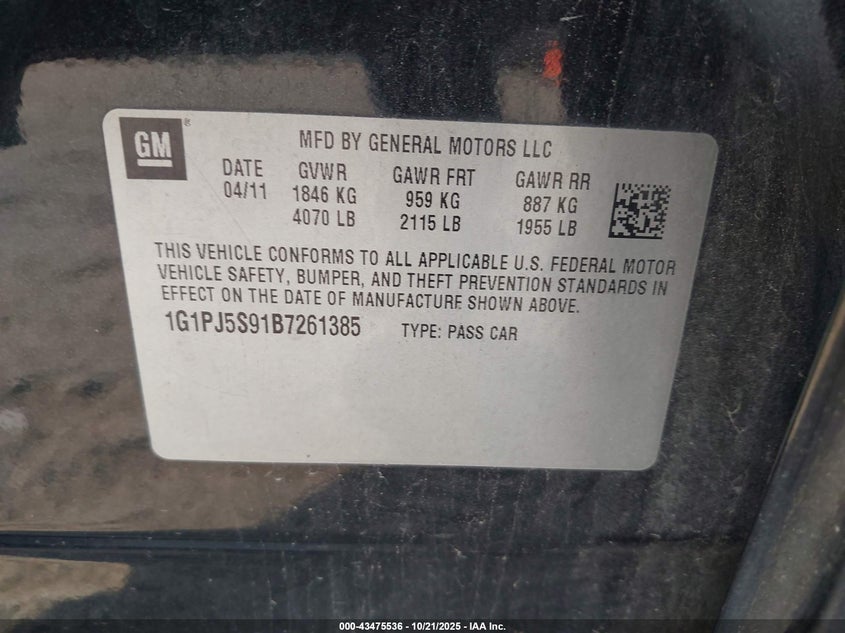 GM ®
MFD BY GENERAL MOTORS LLC
DATE GVWR GAWR FRT GAWR RR
04/11 1846 KG 959 KG 887 KG
4070 LB 2115 LB 1955 LB
THIS VEHICLE CONFORMS TO ALL APPLICABLE U.S. FEDERAL MOTOR
VEHICLE SAFETY, BUMPER, AND THEFT PREVENTION STANDARDS IN
EFFECT ON THE DATE OF MANUFACTURE SHOWN ABOVE.
1G1PJ5S91B7261385 TYPE: PASS CAR
000-43475536 - 10/21/2025 - IAA Inc.